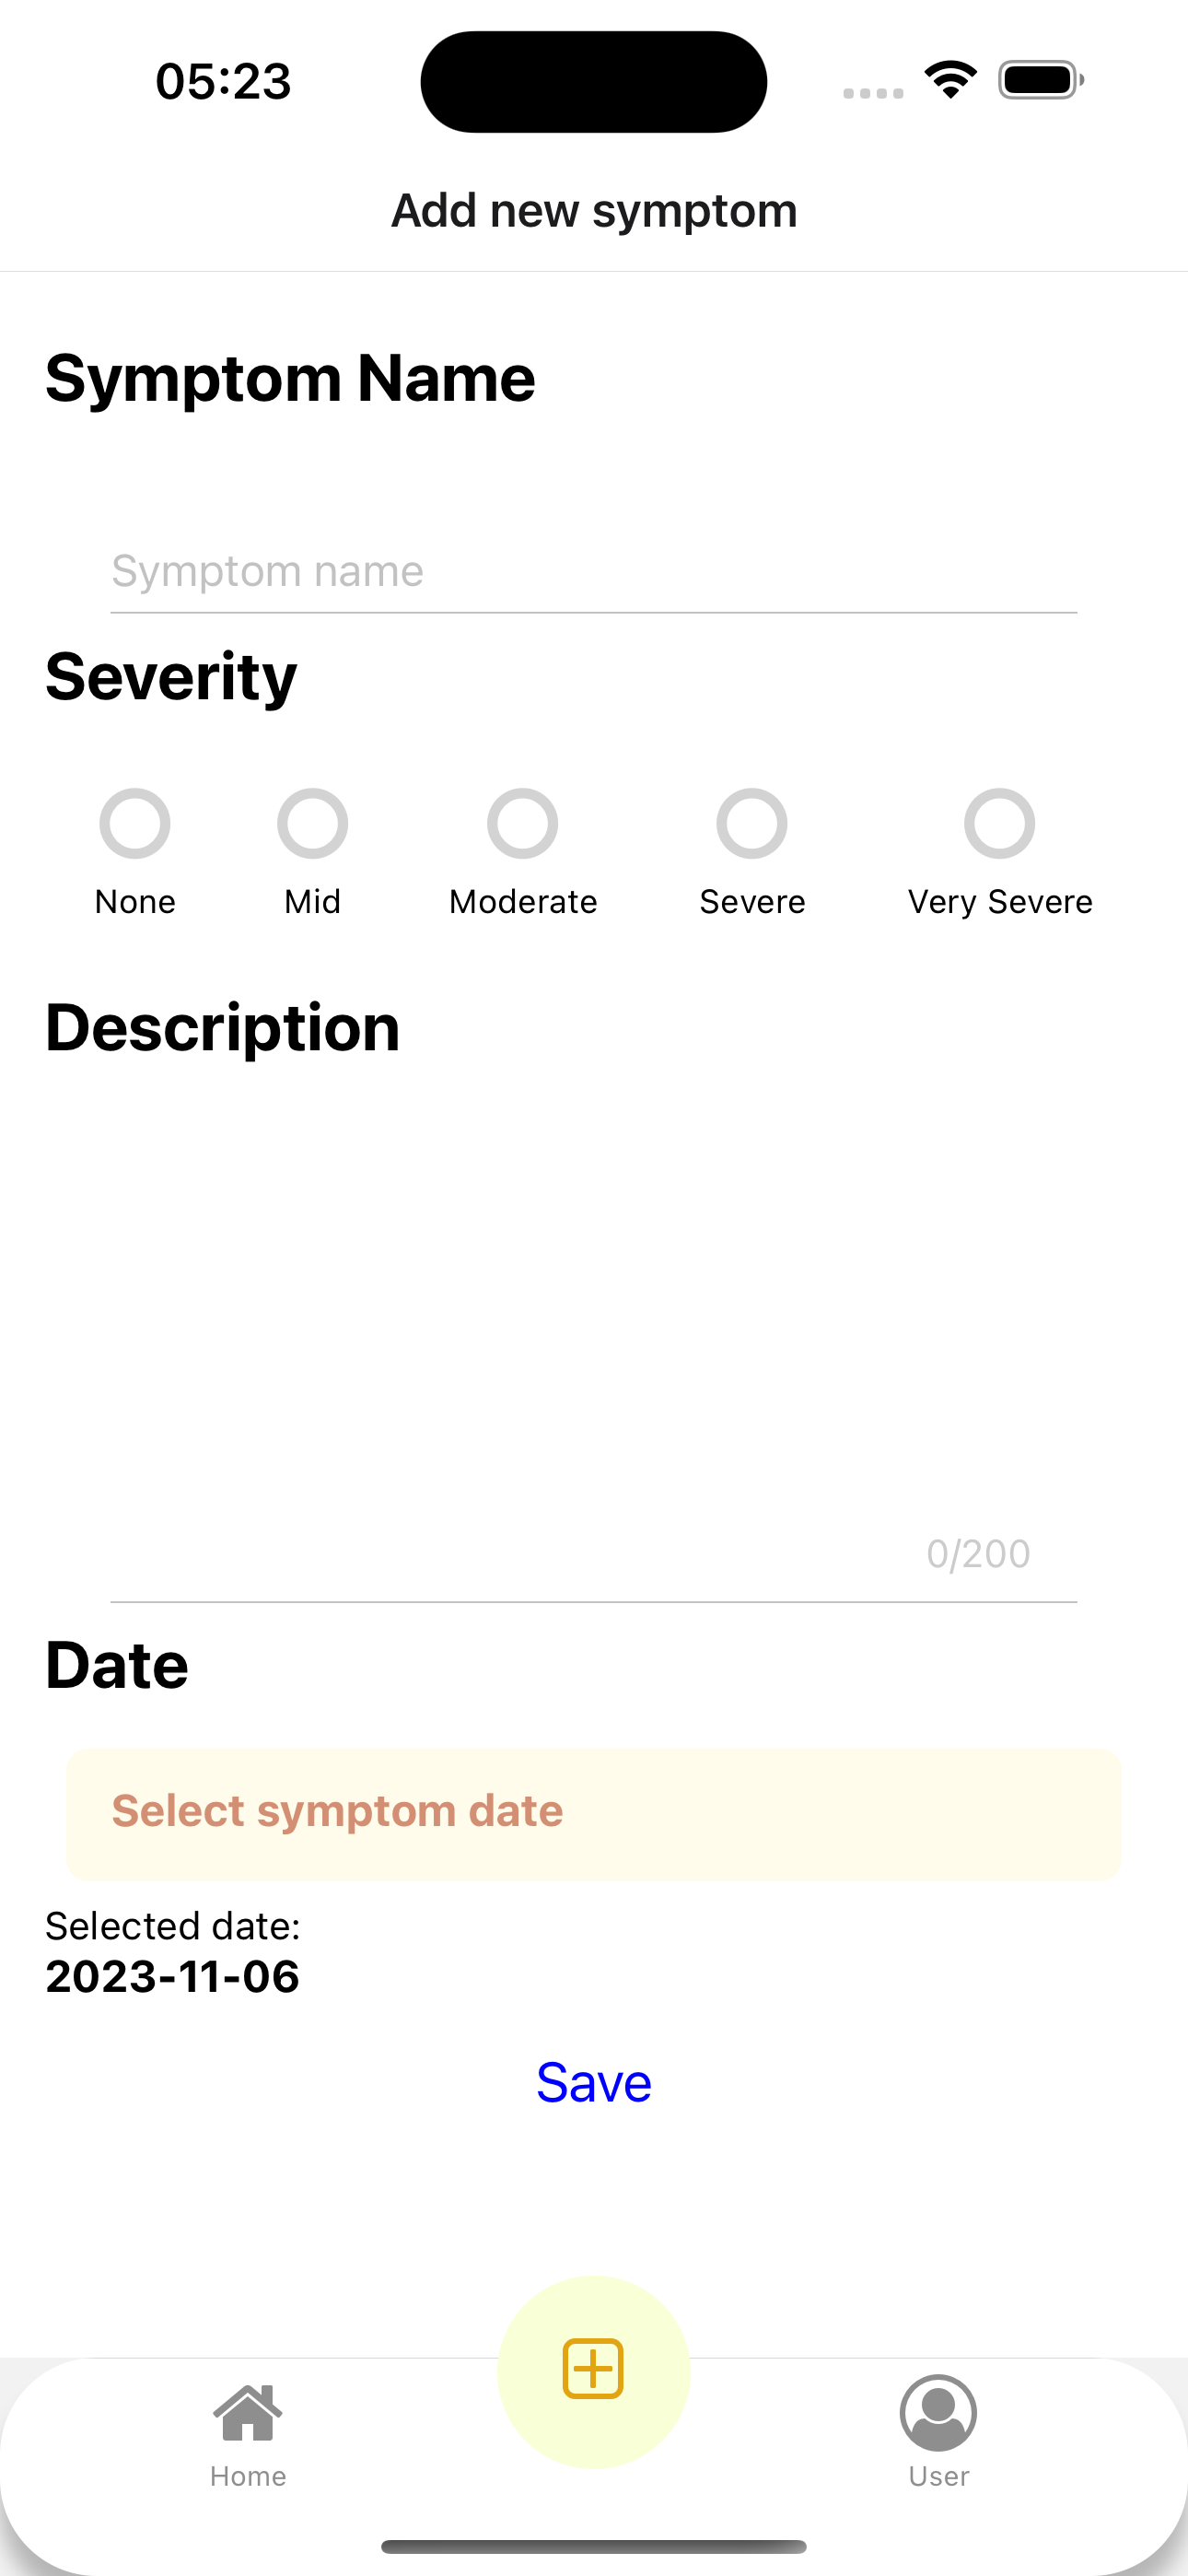 05:23
Add new symptom
Symptom Name
Symptom name
Severity
None Mid Moderate Severe Very Severe
Description
0/200
Date
Select symptom date
Selected date:
2023-11-06
Save
Home User